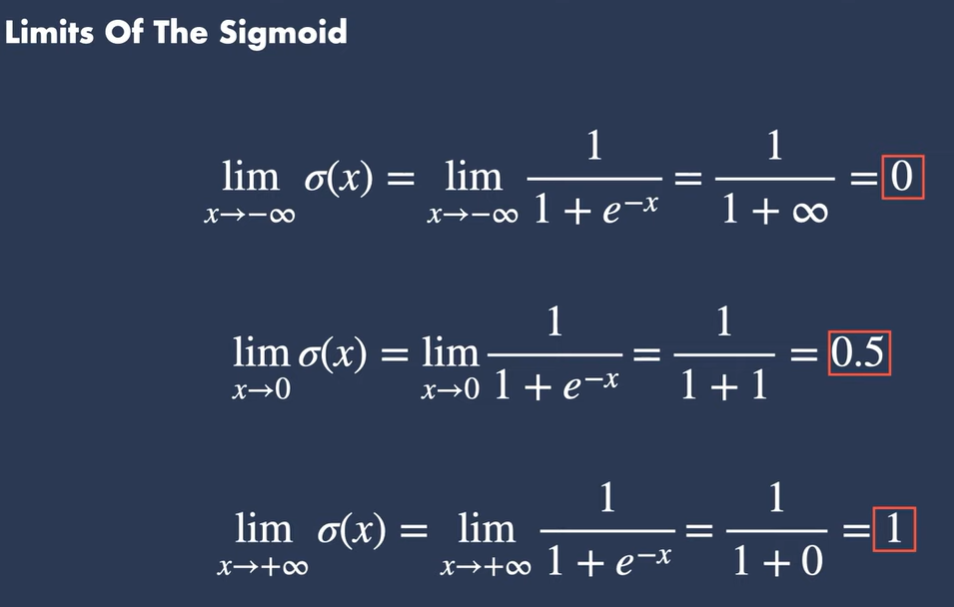 Limits Of The Sigmoid
lim x→−∞ σ(x) = lim x→−∞ 1/(1 + e^{−x}) = 1/(1 + ∞) = 0
lim x→0 σ(x) = lim x→0 1/(1 + e^{−x}) = 1/(1 + 1) = 0.5
lim x→+∞ σ(x) = lim x→+∞ 1/(1 + e^{−x}) = 1/(1 + 0) = 1